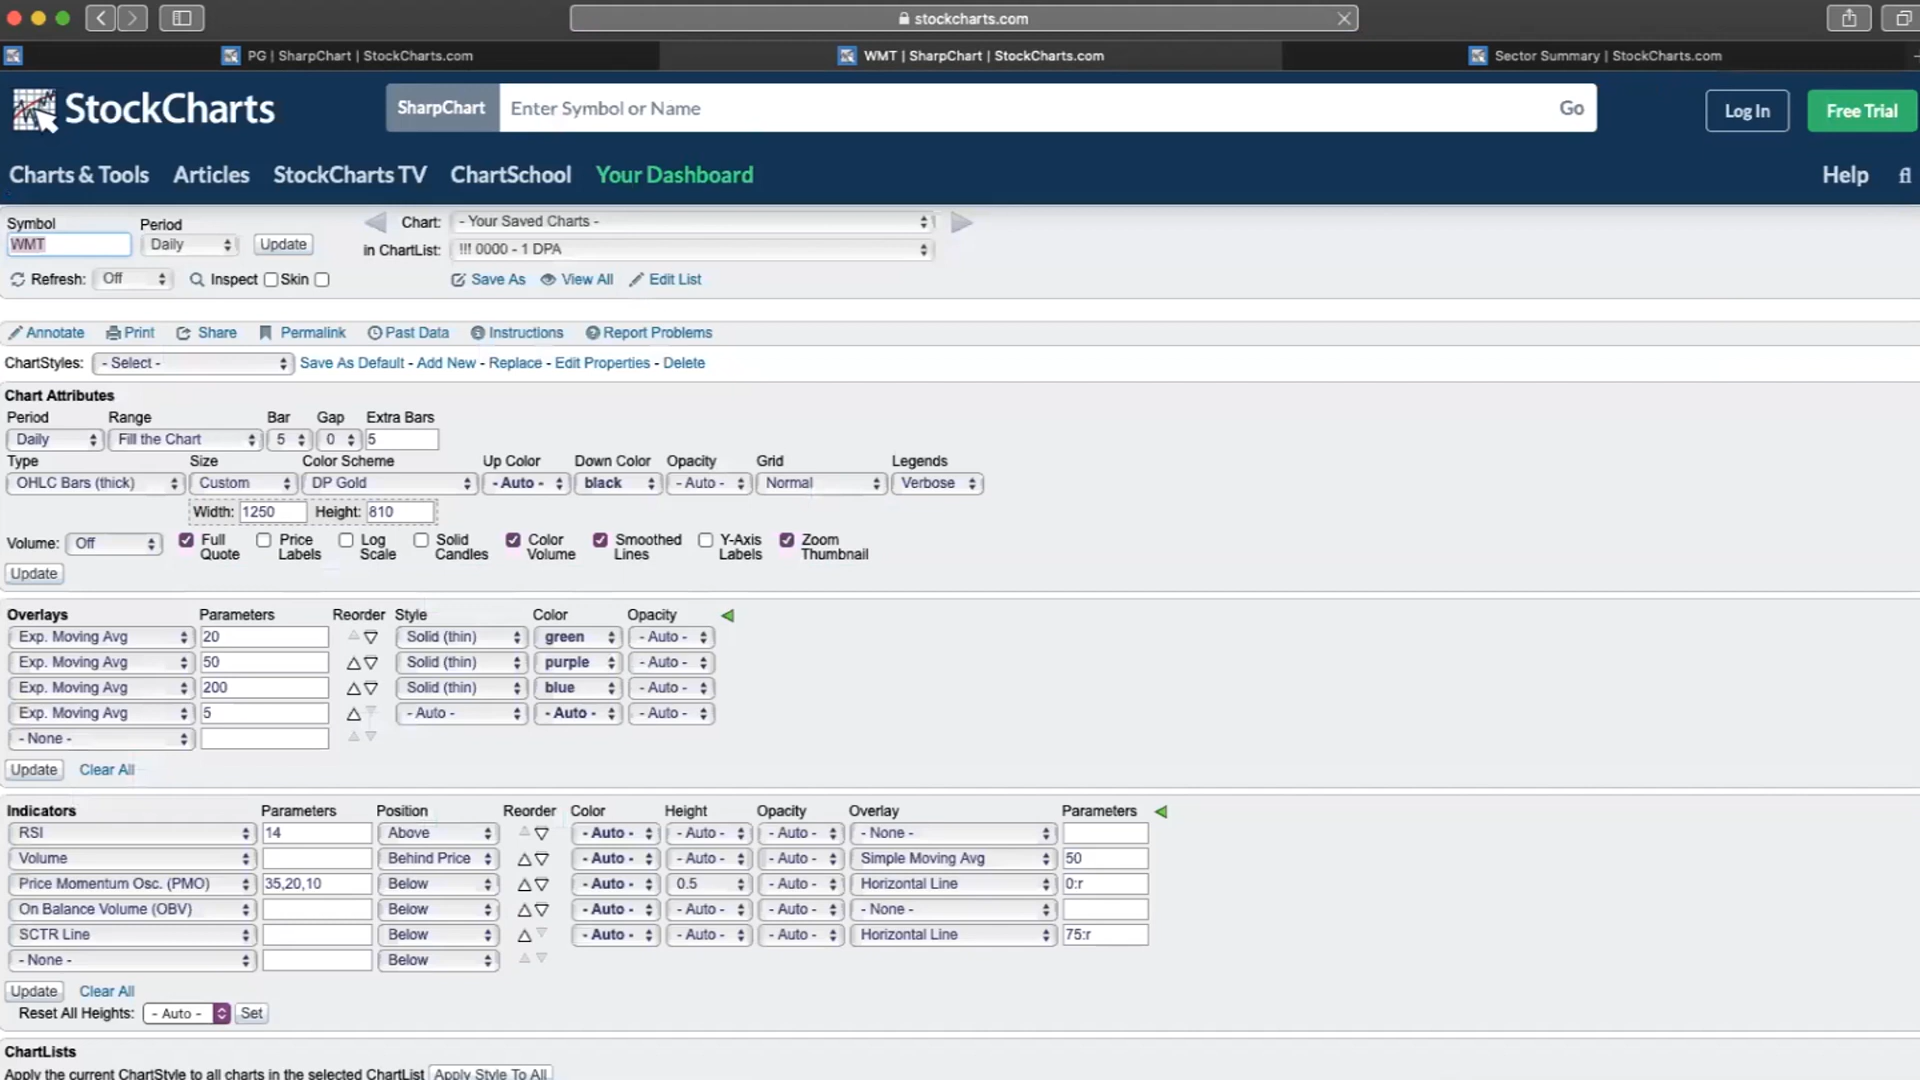 stockcharts.com
PG | SharpChart | StockCharts.com
WMT | SharpChart | StockCharts.com
Sector Summary | StockCharts.com
StockCharts
SharpChart Enter Symbol or Name Go
Log In Free Trial
Charts & Tools Articles StockCharts TV ChartSchool Your Dashboard Help
Symbol Period Chart: - Your Saved Charts -
WMT Daily Update in ChartList: !!! 0000 - 1 DPA
Refresh: Off Inspect Skin Save As View All Edit List
Annotate Print Share Permalink Past Data Instructions Report Problems
ChartStyles: - Select - Save As Default - Add New - Replace - Edit Properties - Delete
Chart Attributes
Period Range Bar Gap Extra Bars
Daily Fill the Chart 5 0 5
Type Size Color Scheme Up Color Down Color Opacity Grid Legends
OHLC Bars (thick) Custom DP Gold - Auto - black - Auto - Normal Verbose
Width: 1250 Height: 810
Volume: Off Full Quote Price Labels Log Scale Solid Candles Color Volume Smoothed Lines Y-Axis Labels Zoom Thumbnail
Update
Overlays Parameters Reorder Style Color Opacity
Exp. Moving Avg 20 Solid (thin) green - Auto -
Exp. Moving Avg 50 Solid (thin) purple - Auto -
Exp. Moving Avg 200 Solid (thin) blue - Auto -
Exp. Moving Avg 5 - Auto - - Auto - - Auto -
- None -
Update Clear All
Indicators Parameters Position Reorder Color Height Opacity Overlay Parameters
RSI 14 Above - Auto - - Auto - - Auto - - None -
Volume Behind Price - Auto - - Auto - - Auto - Simple Moving Avg 50
Price Momentum Osc. (PMO) 35,20,10 Below - Auto - 0.5 - Auto - Horizontal Line 0:r
On Balance Volume (OBV) Below - Auto - - Auto - - Auto - - None -
SCTR Line Below - Auto - - Auto - - Auto - Horizontal Line 75:r
- None - Below
Update Clear All
Reset All Heights: - Auto - Set
ChartLists
Apply the current ChartStyle to all charts in the selected ChartList Apply Style To All